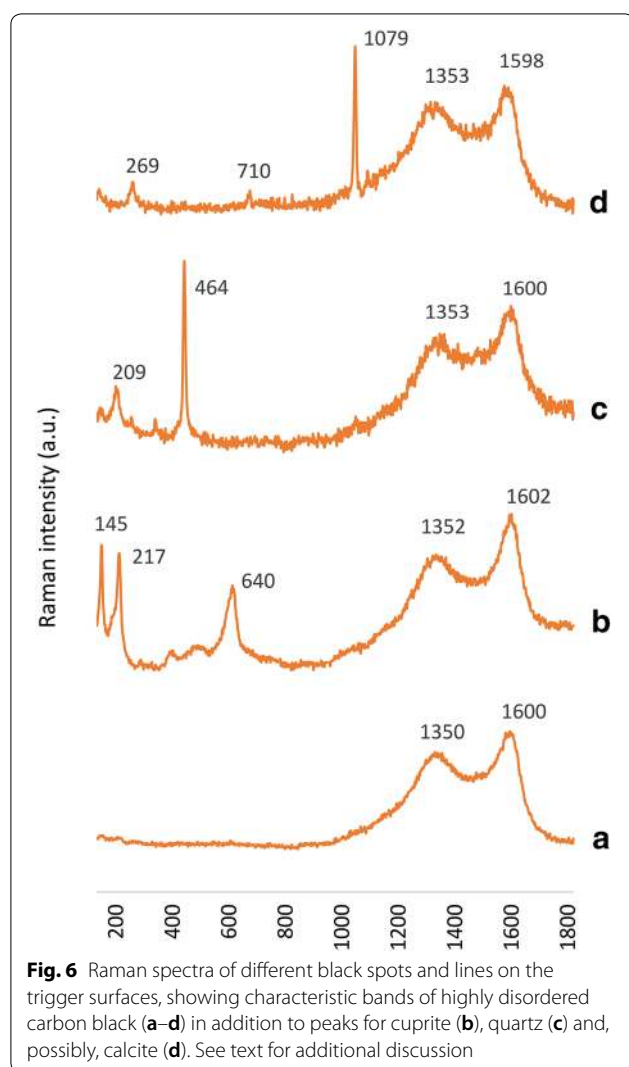 1079
1353
1598
269
710
d
464
1353
1600
209
c
Raman intensity (a.u.)
145
217
640
1352
1602
b
1350
1600
a
200 400 600 800 1000 1200 1400 1600 1800
Fig. 6 Raman spectra of different black spots and lines on the
trigger surfaces, showing characteristic bands of highly disordered
carbon black (a–d) in addition to peaks for cuprite (b), quartz (c) and,
possibly, calcite (d). See text for additional discussion